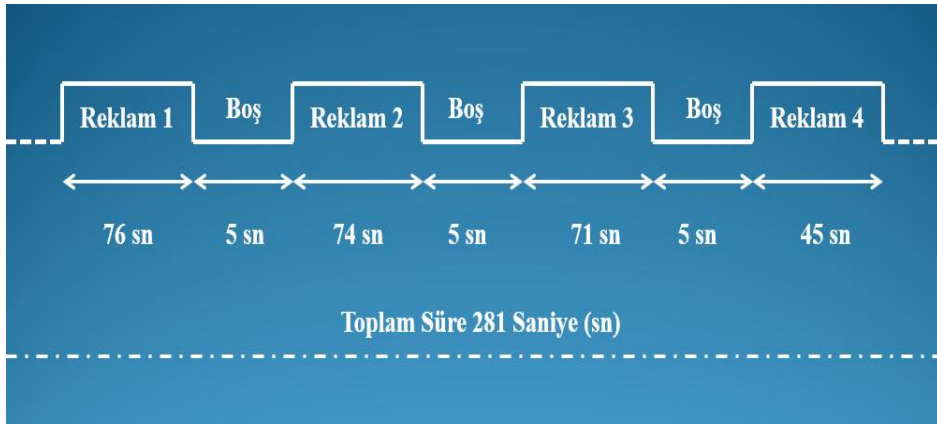 Reklam 1 Boş Reklam 2 Boş Reklam 3 Boş Reklam 4
76 sn 5 sn 74 sn 5 sn 71 sn 5 sn 45 sn
Toplam Süre 281 Saniye (sn)